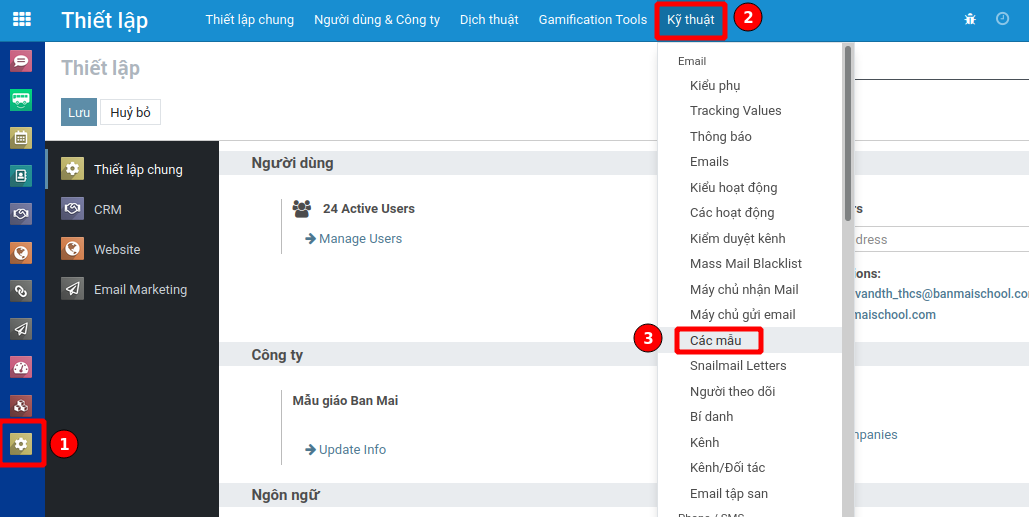 Thiết lập
Thiết lập chung
Người dùng & Công ty
Dịch thuật
Gamification Tools
Kỹ thuật
2
Thiết lập
Lưu
Huỷ bỏ
Thiết lập chung
CRM
Website
Email Marketing
1
Người dùng
24 Active Users
Manage Users
Công ty
Mẫu giáo Ban Mai
Update Info
Ngôn ngữ
Email
Kiểu phụ
Tracking Values
Thông báo
Emails
Kiểu hoạt động
Các hoạt động
Kiểm duyệt kênh
Mass Mail Blacklist
Máy chủ nhận Mail
Máy chủ gửi email
3
Các mẫu
Snailmail Letters
Người theo dõi
Bí danh
Kênh
Kênh/Đối tác
Email tập san
Phone / SMS
rs
dress
ions:
vandth_thcs@banmaischool.co
maischool.com
npanies